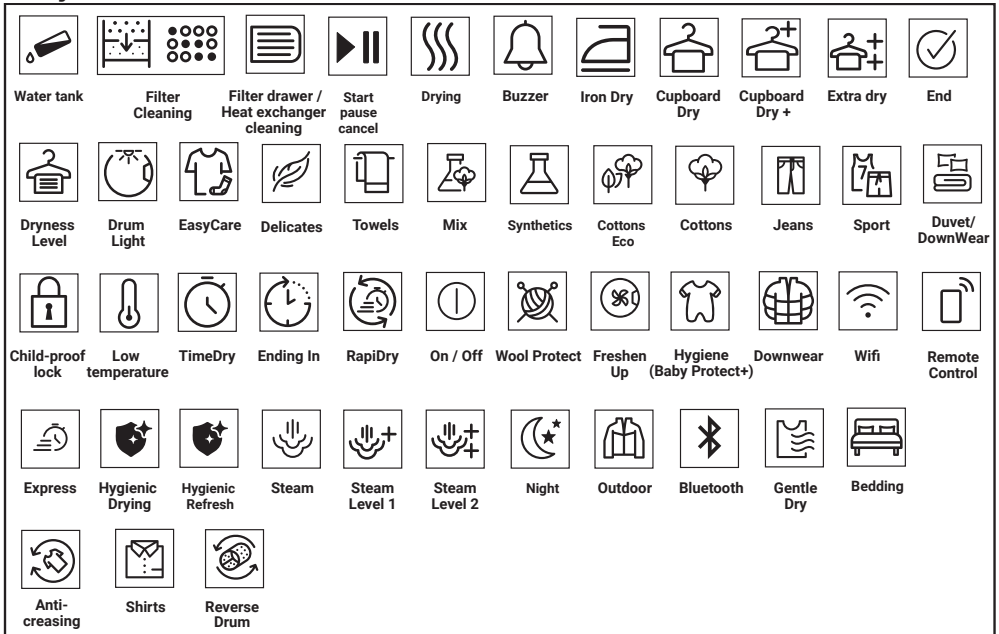 Water tank
Filter
Cleaning
Filter drawer /
Heat exchanger
cleaning
Start
pause
cancel
Drying
Buzzer
Iron Dry
Cupboard
Dry
Cupboard
Dry +
Extra dry
End
Dryness
Level
Drum
Light
EasyCare
Delicates
Towels
Mix
Synthetics
Cottons
Eco
Cottons
Jeans
Sport
Duvet/
DownWear
Child-proof
lock
Low
temperature
TimeDry
Ending In
RapiDry
On / Off
Wool Protect
Freshen
Up
Hygiene
(Baby Protect+)
Downwear
Wifi
Remote
Control
Express
Hygienic
Drying
Hygienic
Refresh
Steam
Steam
Level 1
Steam
Level 2
Night
Outdoor
Bluetooth
Gentle
Dry
Bedding
Anti-
creasing
Shirts
Reverse
Drum